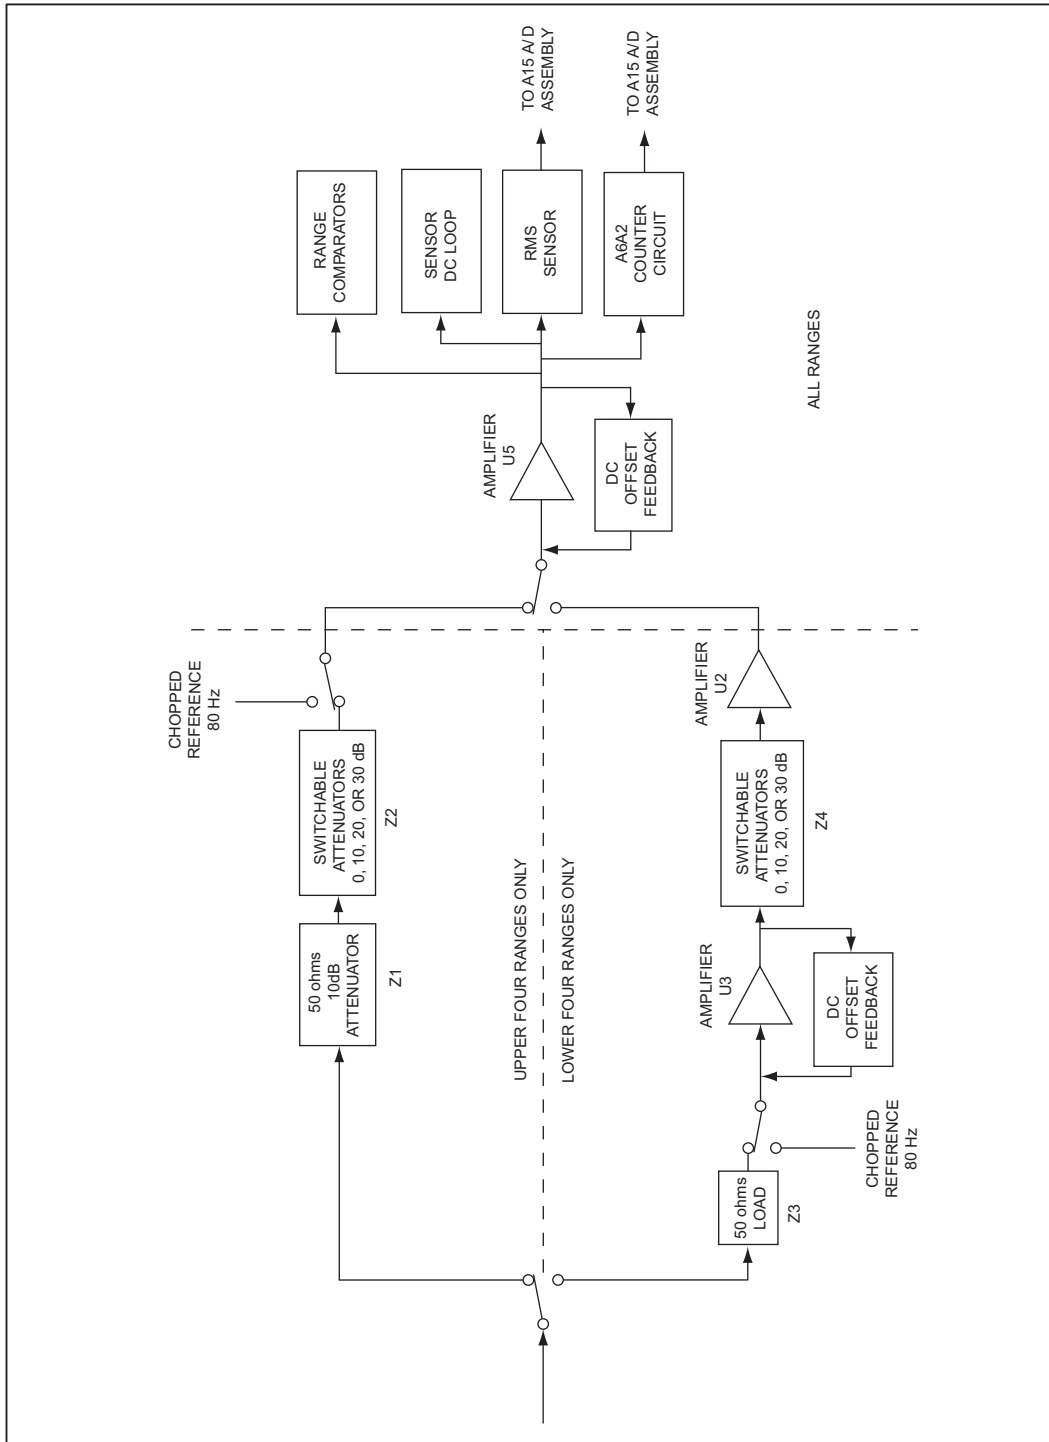 CHOPPED
REFERENCE
80 Hz
50 ohms
10dB
ATTENUATOR
Z1
SWITCHABLE
ATTENUATORS
0, 10, 20, OR 30 dB
Z2
UPPER FOUR RANGES ONLY
LOWER FOUR RANGES ONLY
50 ohms
LOAD
Z3
CHOPPED
REFERENCE
80 Hz
AMPLIFIER
U3
DC
OFFSET
FEEDBACK
SWITCHABLE
ATTENUATORS
0, 10, 20, OR 30 dB
Z4
AMPLIFIER
U2
AMPLIFIER
U5
DC
OFFSET
FEEDBACK
RANGE
COMPARATORS
SENSOR
DC LOOP
RMS
SENSOR
TO A15 A/D
ASSEMBLY
A6A2
COUNTER
CIRCUIT
TO A15 A/D
ASSEMBLY
ALL RANGES